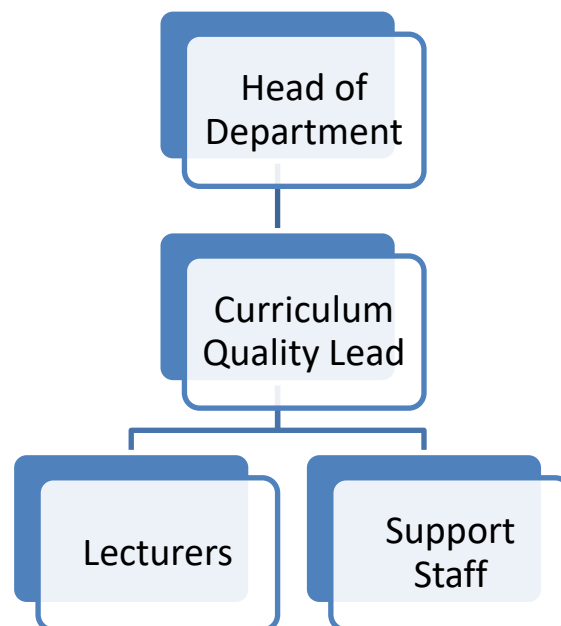 Head of
Department
Curriculum
Quality Lead
Lecturers
Support
Staff